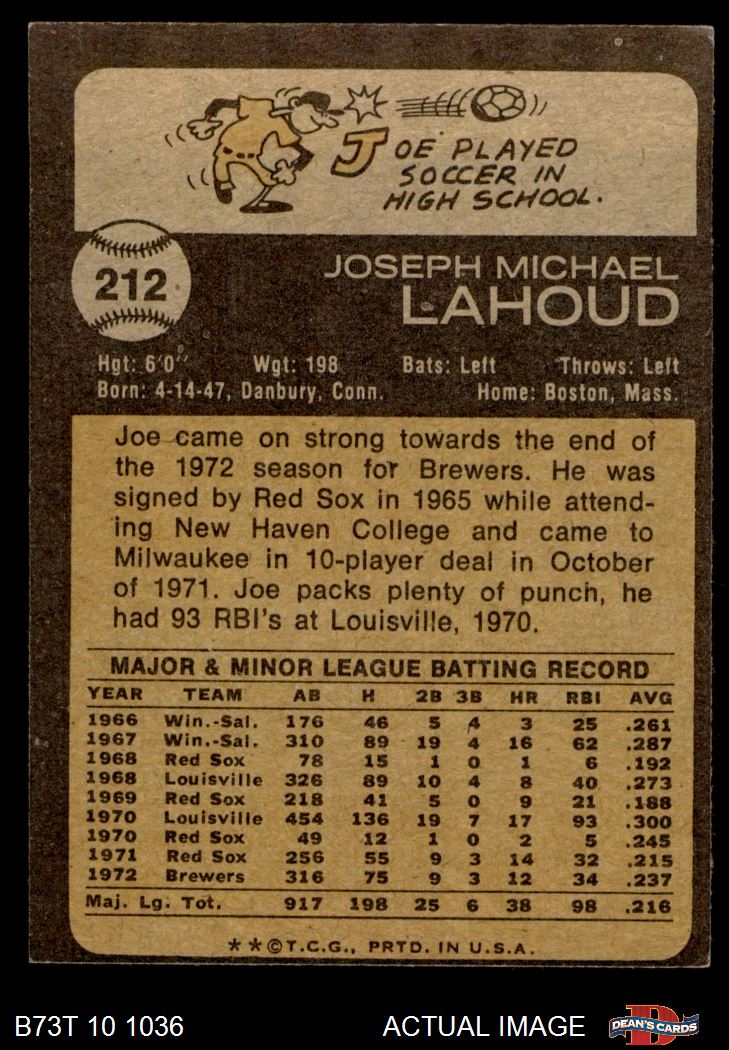 JOE PLAYED
SOCCER IN
HIGH SCHOOL.
212
JOSEPH MICHAEL
LAHOUD
Hgt: 6'0" Wgt: 198 Bats: Left Throws: Left
Born: 4-14-47, Danbury, Conn. Home: Boston, Mass.
Joe came on strong towards the end of
the 1972 season for Brewers. He was
signed by Red Sox in 1965 while attend-
ing New Haven College and came to
Milwaukee in 10-player deal in October
of 1971. Joe packs plenty of punch, he
had 93 RBI's at Louisville, 1970.
MAJOR & MINOR LEAGUE BATTING RECORD
YEAR TEAM AB H 2B 3B HR RBI AVG
1966 Win.-Sal. 176 46 5 4 3 25 .261
1967 Win.-Sal. 310 89 19 4 16 62 .287
1968 Red Sox 78 15 1 0 1 6 .192
1968 Louisville 326 89 10 4 8 40 .273
1969 Red Sox 218 41 5 0 9 21 .188
1970 Louisville 454 136 19 7 17 93 .300
1970 Red Sox 49 12 1 0 2 5 .245
1971 Red Sox 256 55 9 3 14 32 .215
1972 Brewers 316 75 9 3 12 34 .237
Maj. Lg. Tot. 917 198 25 6 38 98 .216
**©T.C.G., PRTD. IN U.S.A.
B73T 10 1036 ACTUAL IMAGE D DEAN'S CARDS